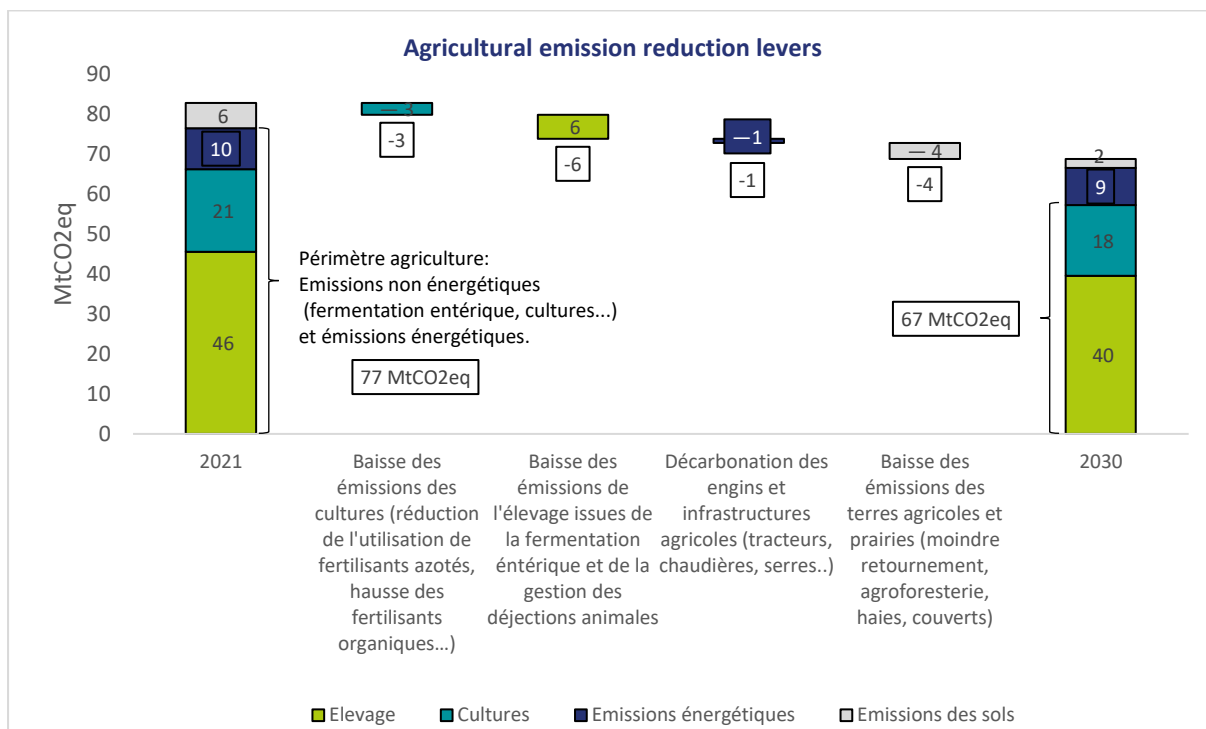 Agricultural emission reduction levers
MtCO2eq
90
80
70
60
50
40
30
20
10
0
6
10
21
46
— 3
-3
6
-6
—1
-1
— 4
-4
2
9
18
40
Périmètre agriculture:
Emissions non énergétiques
(fermentation entérique, cultures...)
et émissions énergétiques.
77 MtCO2eq
67 MtCO2eq
2021
Baisse des
émissions des
cultures (réduction
de l'utilisation de
fertilisants azotés,
hausse des
fertilisants
organiques…)
Baisse des
émissions de
l'élevage issues de
la fermentation
éntérique et de la
gestion des
déjections animales
Décarbonation des
engins et
infrastructures
agricoles (tracteurs,
chaudières, serres..)
Baisse des
émissions des
terres agricoles et
prairies (moindre
retournement,
agroforesterie,
haies, couverts)
2030
Elevage
Cultures
Emissions énergétiques
Emissions des sols